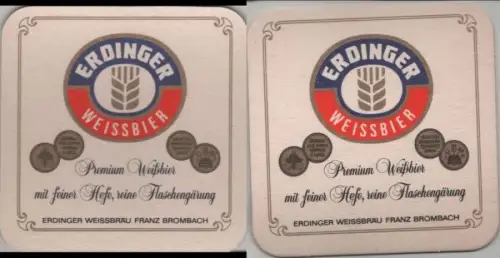 ERDINGER
WEISSBIER
Premium Weißbier
mit feiner Hefe, reine Flaschengärung
ERDINGER WEISSBRÄU FRANZ BROMBACH
ERDINGER
WEISSBIER
Premium Weißbier
mit feiner Hefe, reine Flaschengärung
ERDINGER WEISSBRÄU FRANZ BROMBACH